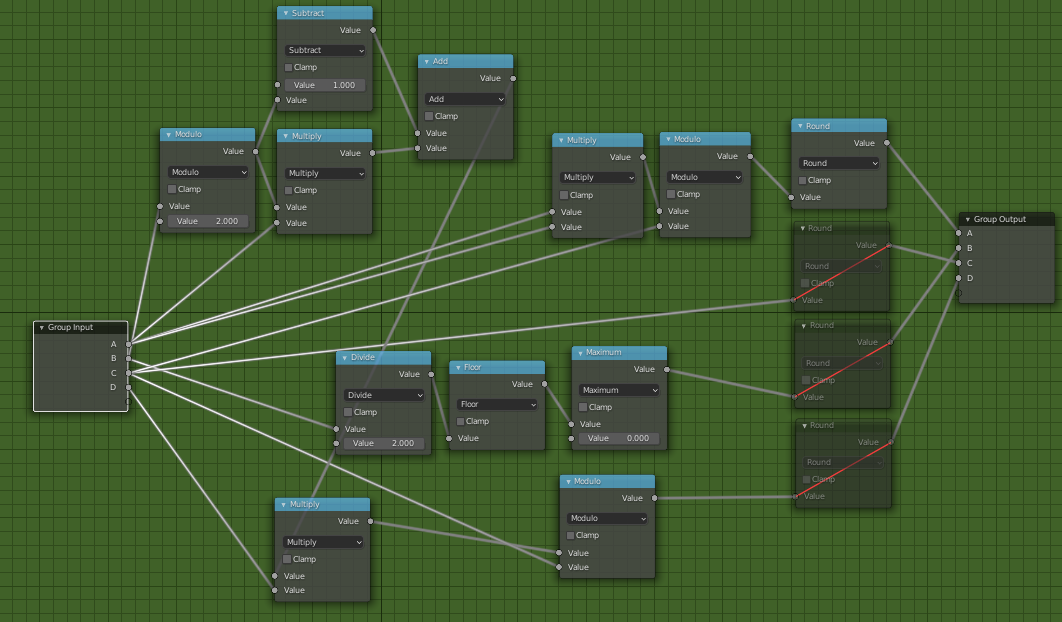 Subtract
Value
Subtract
Clamp
Value 1.000
Value
Add
Value
Add
Clamp
Value
Value
Modulo
Value
Modulo
Clamp
Value
Value 2.000
Multiply
Value
Multiply
Clamp
Value
Value
Multiply
Value
Multiply
Clamp
Value
Value
Modulo
Value
Modulo
Clamp
Value
Value
Round
Value
Round
Clamp
Value
Round
Value
Round
Clamp
Value
Group Output
A
B
C
D
Group Input
A
B
C
D
Divide
Value
Divide
Clamp
Value
Value 2.000
Floor
Value
Floor
Clamp
Value
Maximum
Value
Maximum
Clamp
Value
Value 0.000
Round
Value
Round
Clamp
Value
Round
Value
Round
Clamp
Value
Multiply
Value
Multiply
Clamp
Value
Value
Modulo
Value
Modulo
Clamp
Value
Value